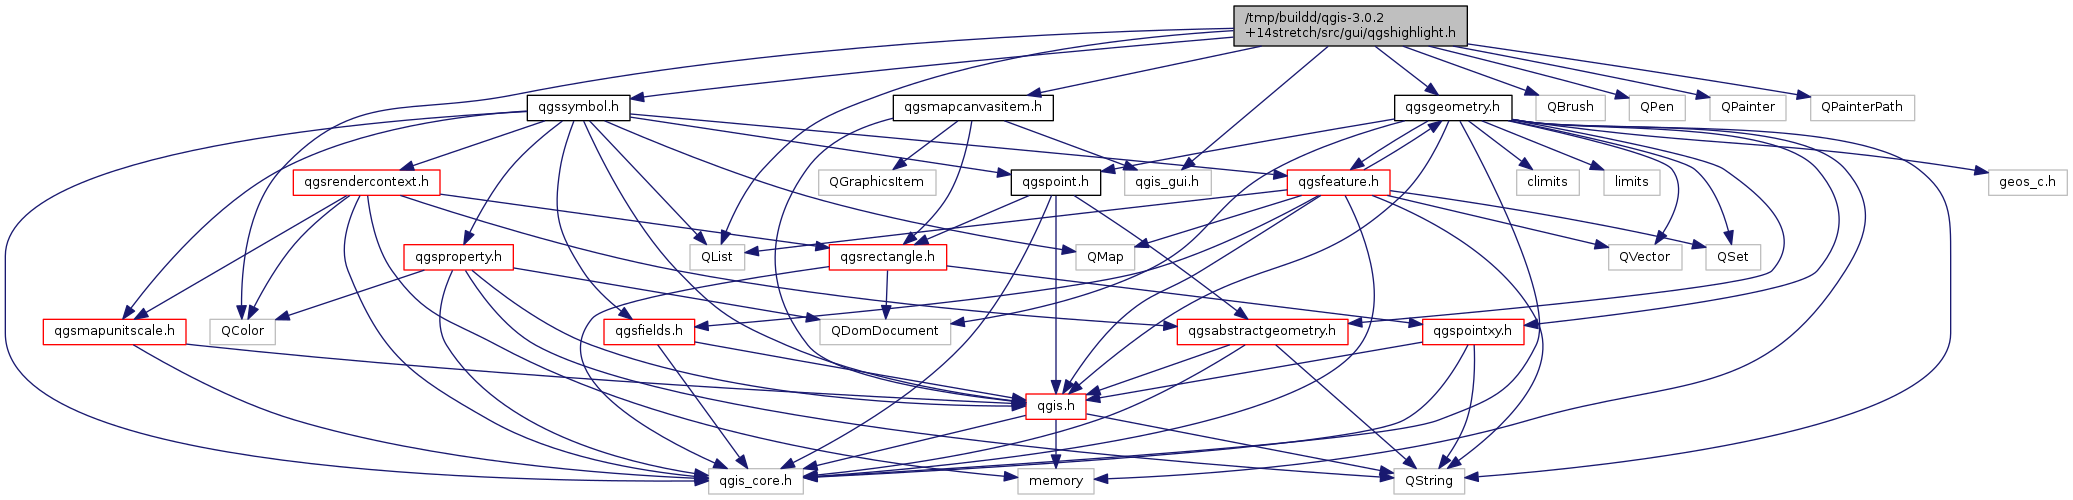 /tmp/buildd/qgis-3.0.2
+14stretch/src/gui/qgshighlight.h
qgssymbol.h
qgsmapcanvasitem.h
qgsgeometry.h
QBrush
QPen
QPainter
QPainterPath
qgsrendercontext.h
QGraphicsItem
qgspoint.h
qgis_gui.h
qgsfeature.h
climits
limits
geos_c.h
qgsproperty.h
QList
qgsrectangle.h
QMap
QVector
QSet
qgsmapunitscale.h
QColor
qgsfields.h
QDomDocument
qgsabstractgeometry.h
qgspointxy.h
qgis.h
qgis_core.h
memory
QString